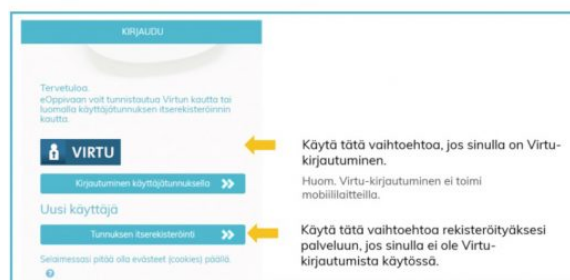 KIRJAUDU
Tervetuloa.
eOppivaan voit tunnistautua Virtun kautta tai
luomalla käyttäjätunnuksen itserekisteröinnin
kautta.
VIRTU
Kirjautuminen käyttäjätunnuksella
Uusi käyttäjä
Tunnuksen itserekisteröinti
Selaimessasi pitää olla evästeet (cookies) päällä.
?
Käytä tätä vaihtoehtoa, jos sinulla on Virtu-
kirjautuminen.
Huom. Virtu-kirjautuminen ei toimi
mobiililaitteilla.
Käytä tätä vaihtoehtoa rekisteröityäksesi
palveluun, jos sinulla ei ole Virtu-
kirjautumista käytössä.